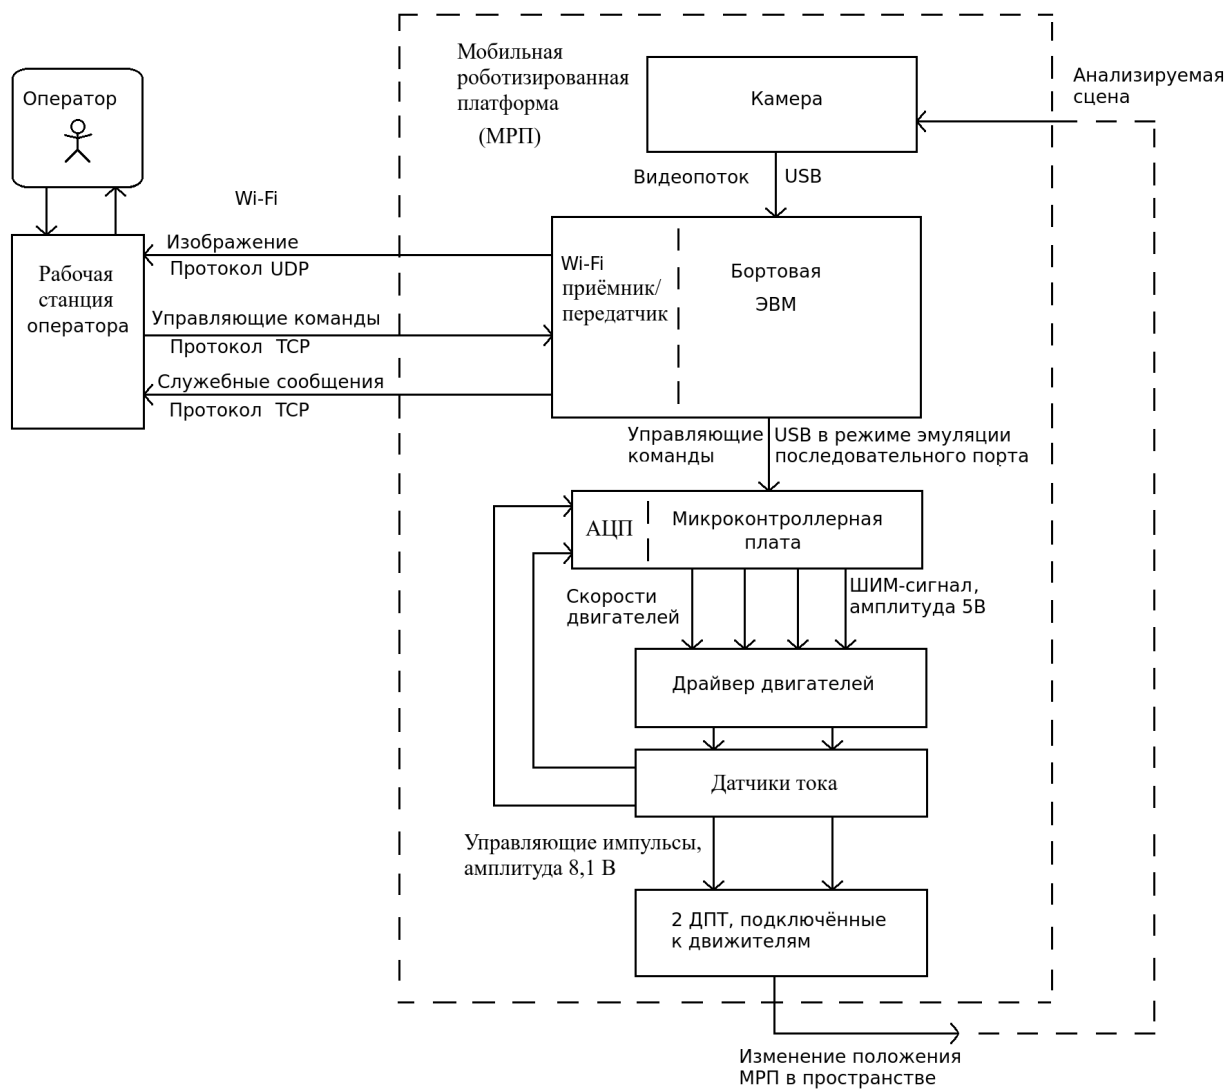 Мобильная
роботизированная
платформа
(МРП)
Камера
Анализируемая
сцена
Оператор
Видеопоток
USB
Wi-Fi
Изображение
Протокол UDP
Рабочая
станция
оператора
Управляющие команды
Протокол TCP
Служебные сообщения
Протокол TCP
Wi-Fi
приёмник/
передатчик
Бортовая
ЭВМ
Управляющие
команды
USB в режиме эмуляции
последовательного порта
АЦП
Микроконтроллерная
плата
Скорости
двигателей
ШИМ-сигнал,
амплитуда 5В
Драйвер двигателей
Датчики тока
Управляющие импульсы,
амплитуда 8,1 В
2 ДПТ, подключённые
к движителям
Изменение положения
МРП в пространстве